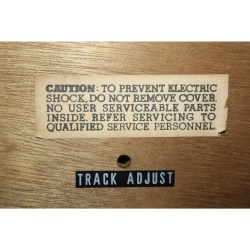 CAUTION: TO PREVENT ELECTRIC
SHOCK, DO NOT REMOVE COVER.
NO USER SERVICEABLE PARTS
INSIDE. REFER SERVICING TO
QUALIFIED SERVICE PERSONNEL.
TRACK ADJUST